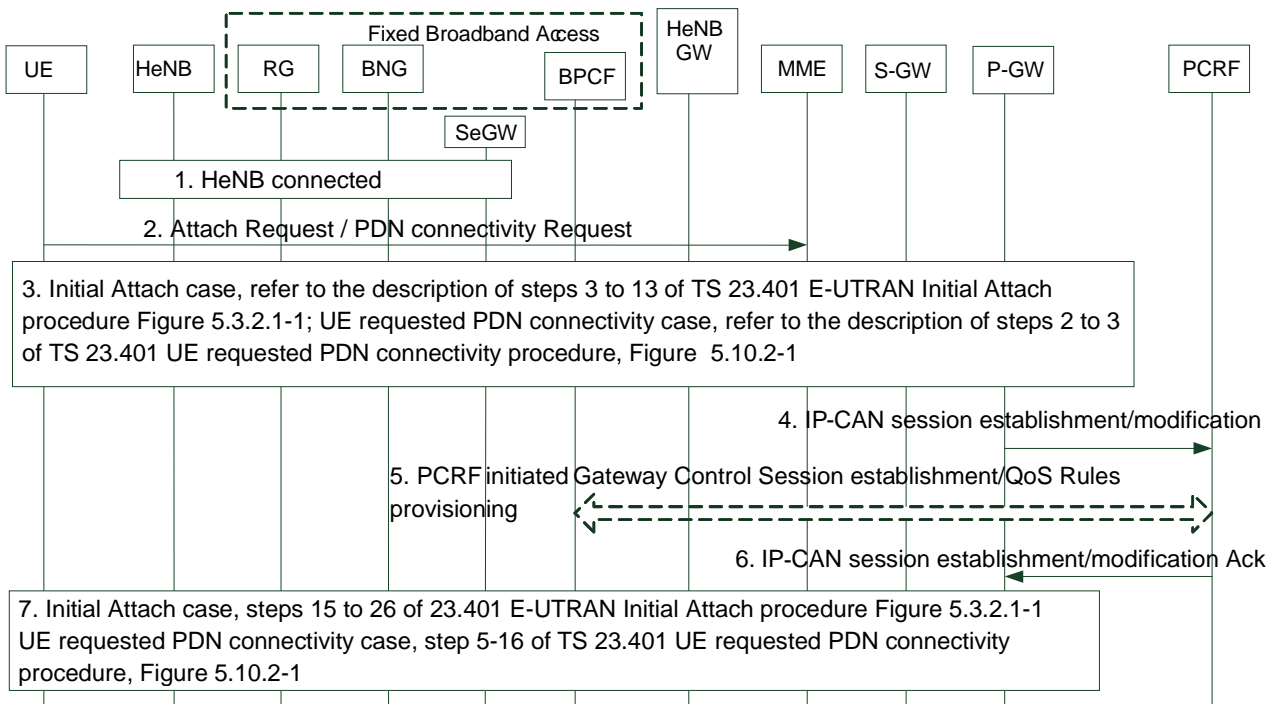 Fixed Broadband Access
HeNB
GW
UE
HeNB
RG
BNG
BPCF
MME
S-GW
P-GW
PCRF
SeGW
1. HeNB connected
2. Attach Request / PDN connectivity Request
3. Initial Attach case, refer to the description of steps 3 to 13 of TS 23.401 E-UTRAN Initial Attach
procedure Figure 5.3.2.1-1; UE requested PDN connectivity case, refer to the description of steps 2 to 3
of TS 23.401 UE requested PDN connectivity procedure, Figure 5.10.2-1
4. IP-CAN session establishment/modification
5. PCRF initiated Gateway Control Session establishment/QoS Rules
provisioning
6. IP-CAN session establishment/modification Ack
7. Initial Attach case, steps 15 to 26 of 23.401 E-UTRAN Initial Attach procedure Figure 5.3.2.1-1
UE requested PDN connectivity case, step 5-16 of TS 23.401 UE requested PDN connectivity
procedure, Figure 5.10.2-1